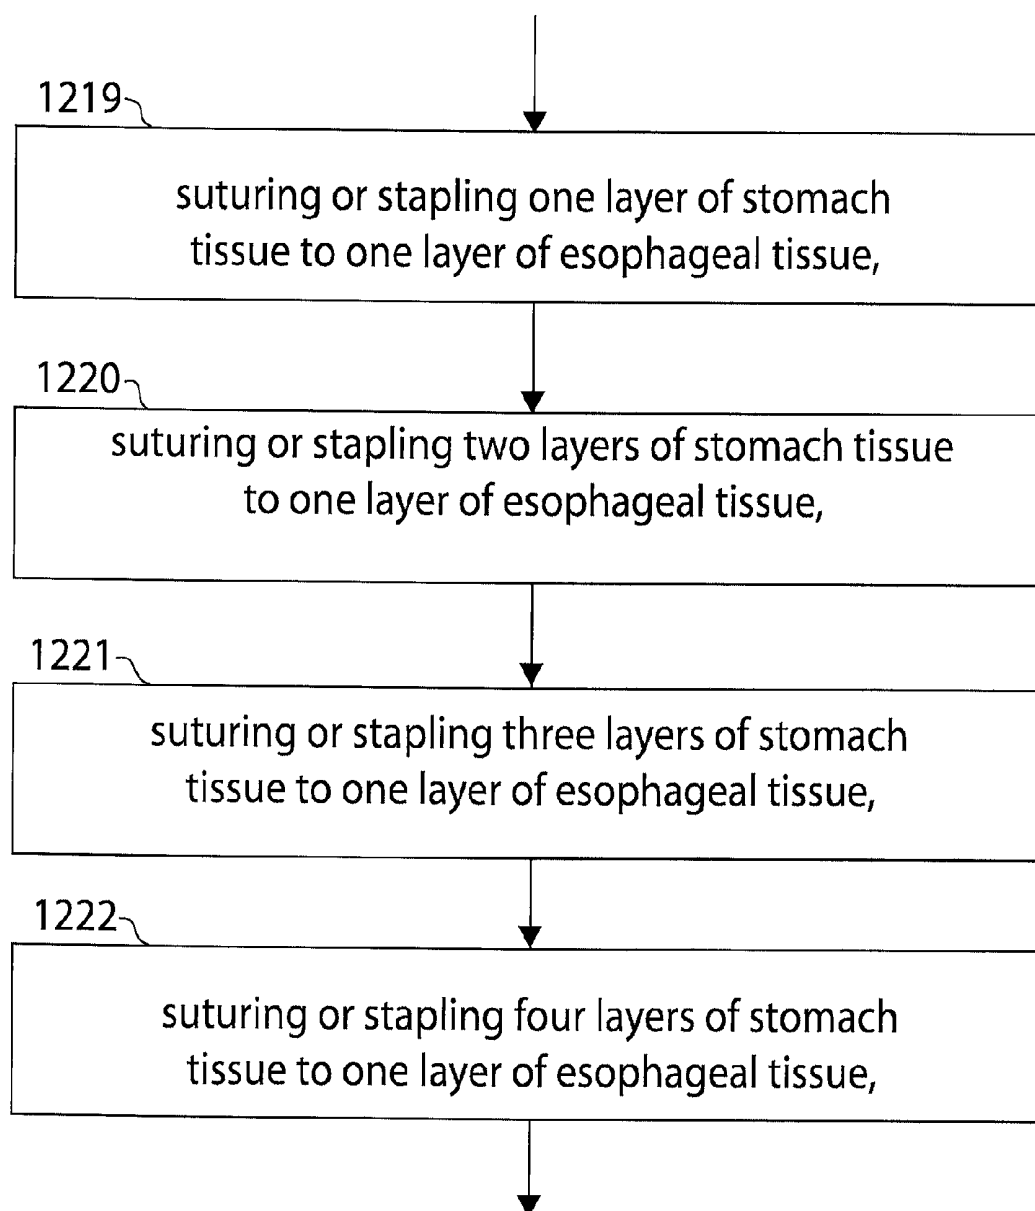 1219
suturing or stapling one layer of stomach
tissue to one layer of esophageal tissue,
1220
suturing or stapling two layers of stomach tissue
to one layer of esophageal tissue,
1221
suturing or stapling three layers of stomach
tissue to one layer of esophageal tissue,
1222
suturing or stapling four layers of stomach
tissue to one layer of esophageal tissue,